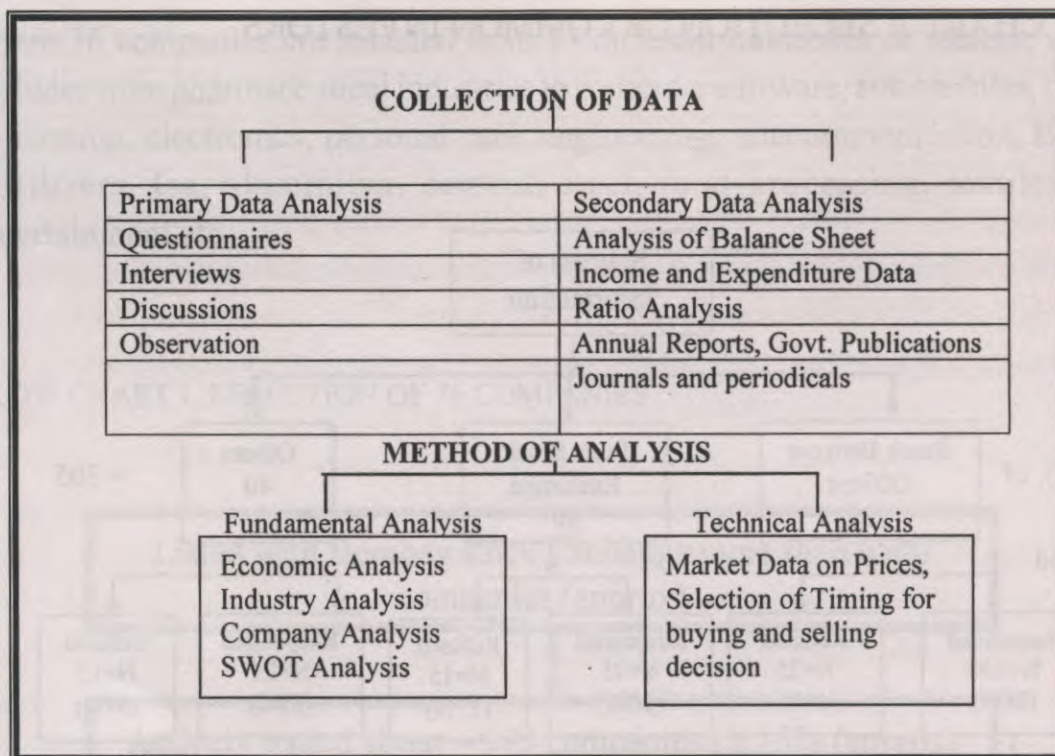 COLLECTION OF DATA
Primary Data Analysis
Secondary Data Analysis
Questionnaires
Analysis of Balance Sheet
Interviews
Income and Expenditure Data
Discussions
Ratio Analysis
Observation
Annual Reports, Govt. Publications
Journals and periodicals
METHOD OF ANALYSIS
Fundamental Analysis
Technical Analysis
Economic Analysis
Industry Analysis
Company Analysis
SWOT Analysis
Market Data on Prices,
Selection of Timing for
buying and selling
decision